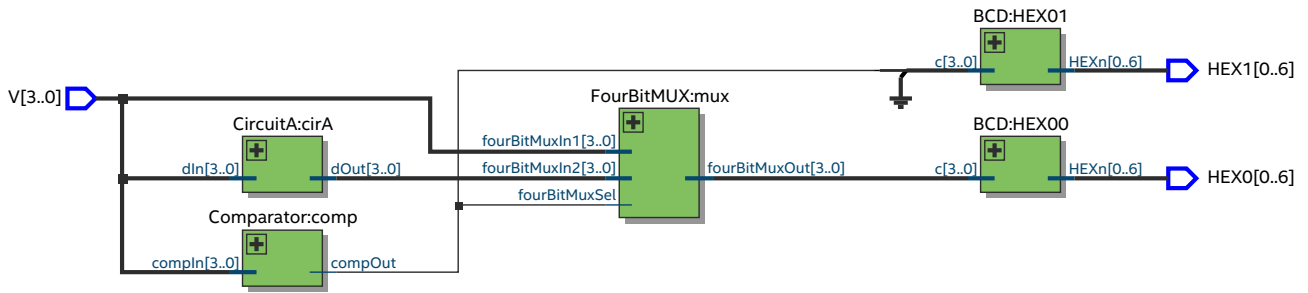 BCD:HEX01
c[3..0]
HEXn[0..6]
HEX1[0..6]
V[3..0]
FourBitMUX:mux
CircuitA:cirA
fourBitMuxIn1[3..0]
BCD:HEX00
dIn[3..0]
dOut[3..0]
fourBitMuxIn2[3..0]
fourBitMuxOut[3..0]
c[3..0]
HEXn[0..6]
HEX0[0..6]
fourBitMuxSel
Comparator:comp
compIn[3..0]
compOut